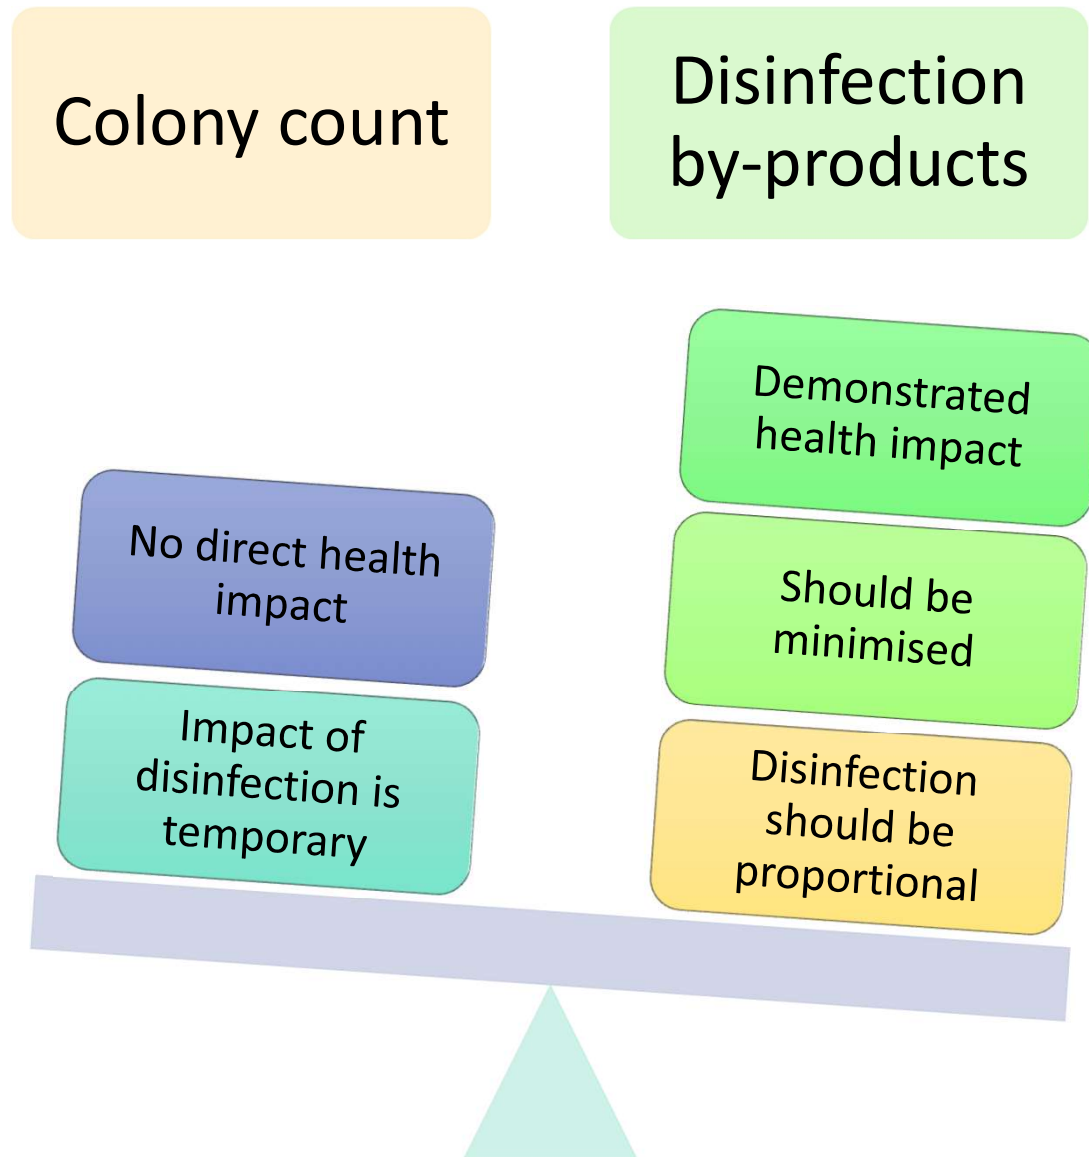 Colony count
Disinfection
by-products
No direct health
impact
Impact of
disinfection is
temporary
Demonstrated
health impact
Should be
minimised
Disinfection
should be
proportional